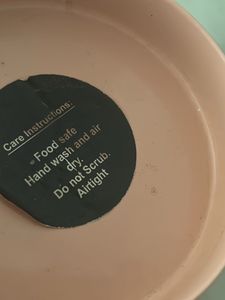 Care Instructions:
Food safe
Hand wash and air
dry.
Do not Scrub.
Airtight